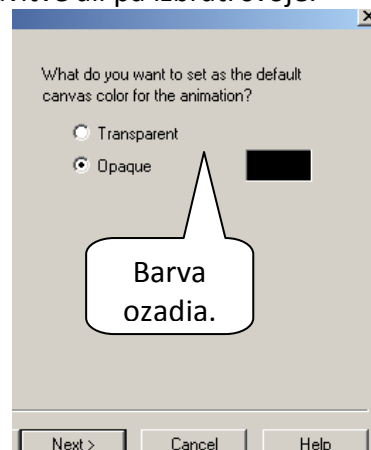 What do you want to set as the default
canvas color for the animation?
Transparent
Opaque
Barva
ozadia.
Next >
Cancel
Help